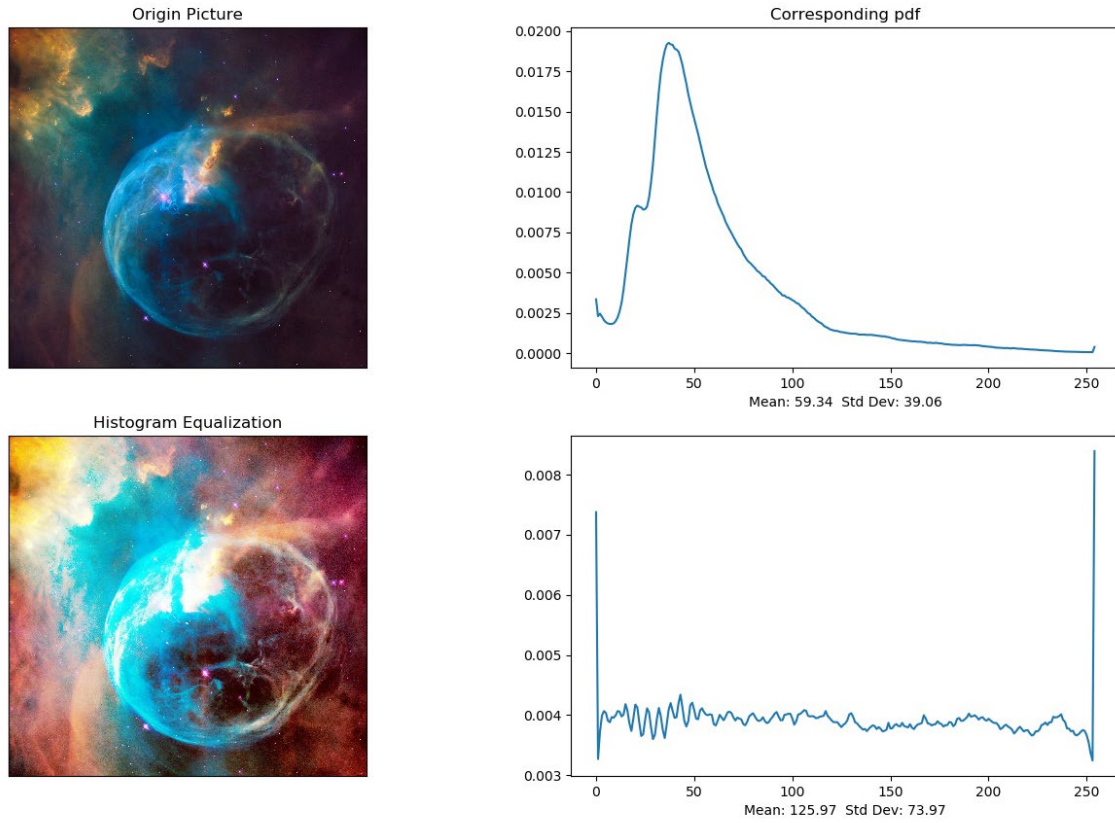 Origin Picture
Corresponding pdf
0.0200
0.0175
0.0150
0.0125
0.0100
0.0075
0.0050
0.0025
0.0000
0 50 100 150 200 250
Mean: 59.34 Std Dev: 39.06
Histogram Equalization
0.008
0.007
0.006
0.005
0.004
0.003
0 50 100 150 200 250
Mean: 125.97 Std Dev: 73.97